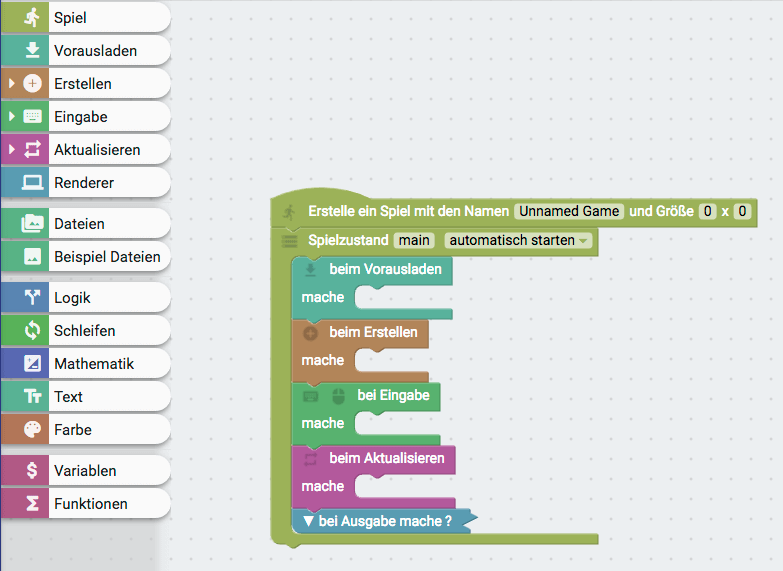 Spiel
Vorausladen
Erstellen
Eingabe
Aktualisieren
Renderer
Dateien
Beispiel Dateien
Logik
Schleifen
Mathematik
Text
Farbe
Variablen
Funktionen
Erstelle ein Spiel mit den Namen Unnamed Game und Größe 0 x 0
Spielzustand main automatisch starten
beim Vorausladen
mache
beim Erstellen
mache
bei Eingabe
mache
beim Aktualisieren
mache
bei Ausgabe mache ?